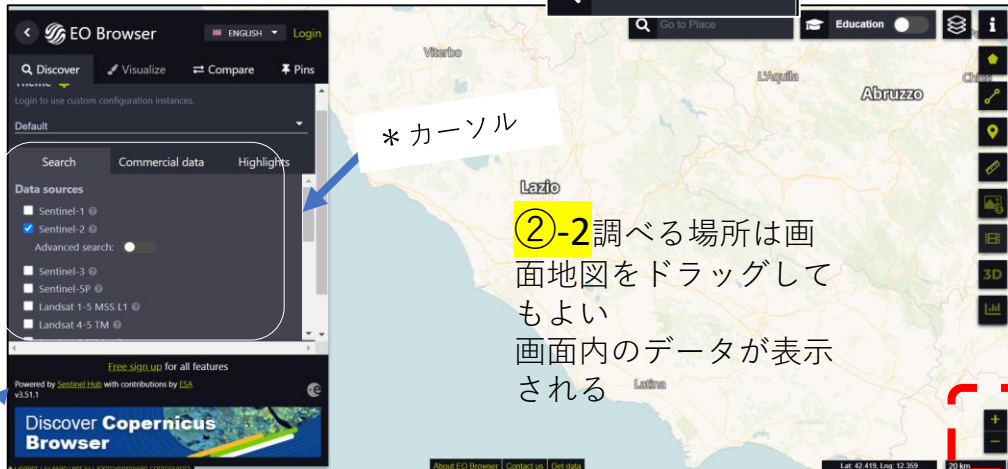 EO Browser
ENGLISH
Login
Discover
Visualize
Compare
Pins
Login to use custom configuration instances.
Default
Search
Commercial data
Highlights
Data sources
Sentinel-1
Sentinel-2
Advanced search:
Sentinel-3
Sentinel-5P
Landsat 1-5 MSS L1
Landsat 4-5 TM
Free sign up for all features
Powered by Sentinel Hub with contributions by ESA
v3.51.1
Discover Copernicus
Browser
Go to Place
Education
Viterbo
L'Aquila
Abruzzo
＊カーソル
Lazio
②-2調べる場所は画
面地図をドラッグして
もよい
画面内のデータが表示
される
Latina
3D
+
−
About EO Browser
Contact us
Get data
Lat: 42.419, Lng: 12.359
20 km